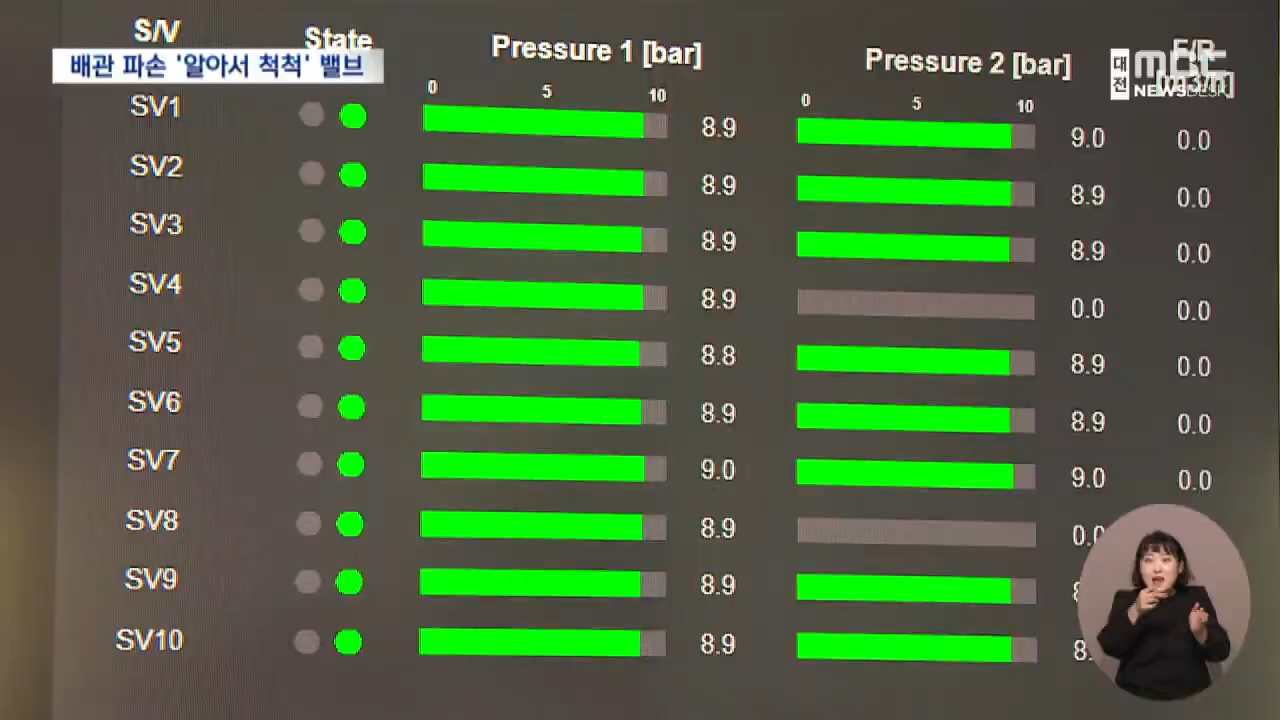 S/V State Pressure 1 [bar] Pressure 2 [bar] F/R
배관 파손 '알아서 척척' 밸브
대전 mbc
NEWSDESK
0 5 10 0 5 10
SV1 8.9 9.0 0.0
SV2 8.9 8.9 0.0
SV3 8.9 8.9 0.0
SV4 8.9 0.0 0.0
SV5 8.8 8.9 0.0
SV6 8.9 8.9 0.0
SV7 9.0 9.0 0.0
SV8 8.9 0.0
SV9 8.9
SV10 8.9